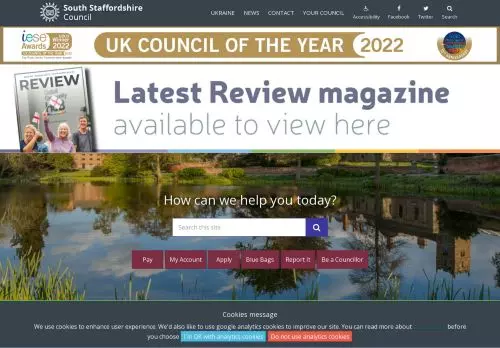 South Staffordshire
Council
UKRAINE NEWS CONTACT YOUR COUNCIL
Accessibility Facebook Twitter Search
iese
Awards 2022
Winner
UK COUNCIL OF THE YEAR 2022
REVIEW
Latest Review magazine
available to view here
How can we help you today?
Search this site
Pay My Account Apply Blue Bags Report It Be a Councillor
Cookies message
We use cookies to enhance user experience. We'd also like to use google analytics cookies to improve our site. You can read more about before
you choose I'm OK with analytics cookies Do not use analytics cookies